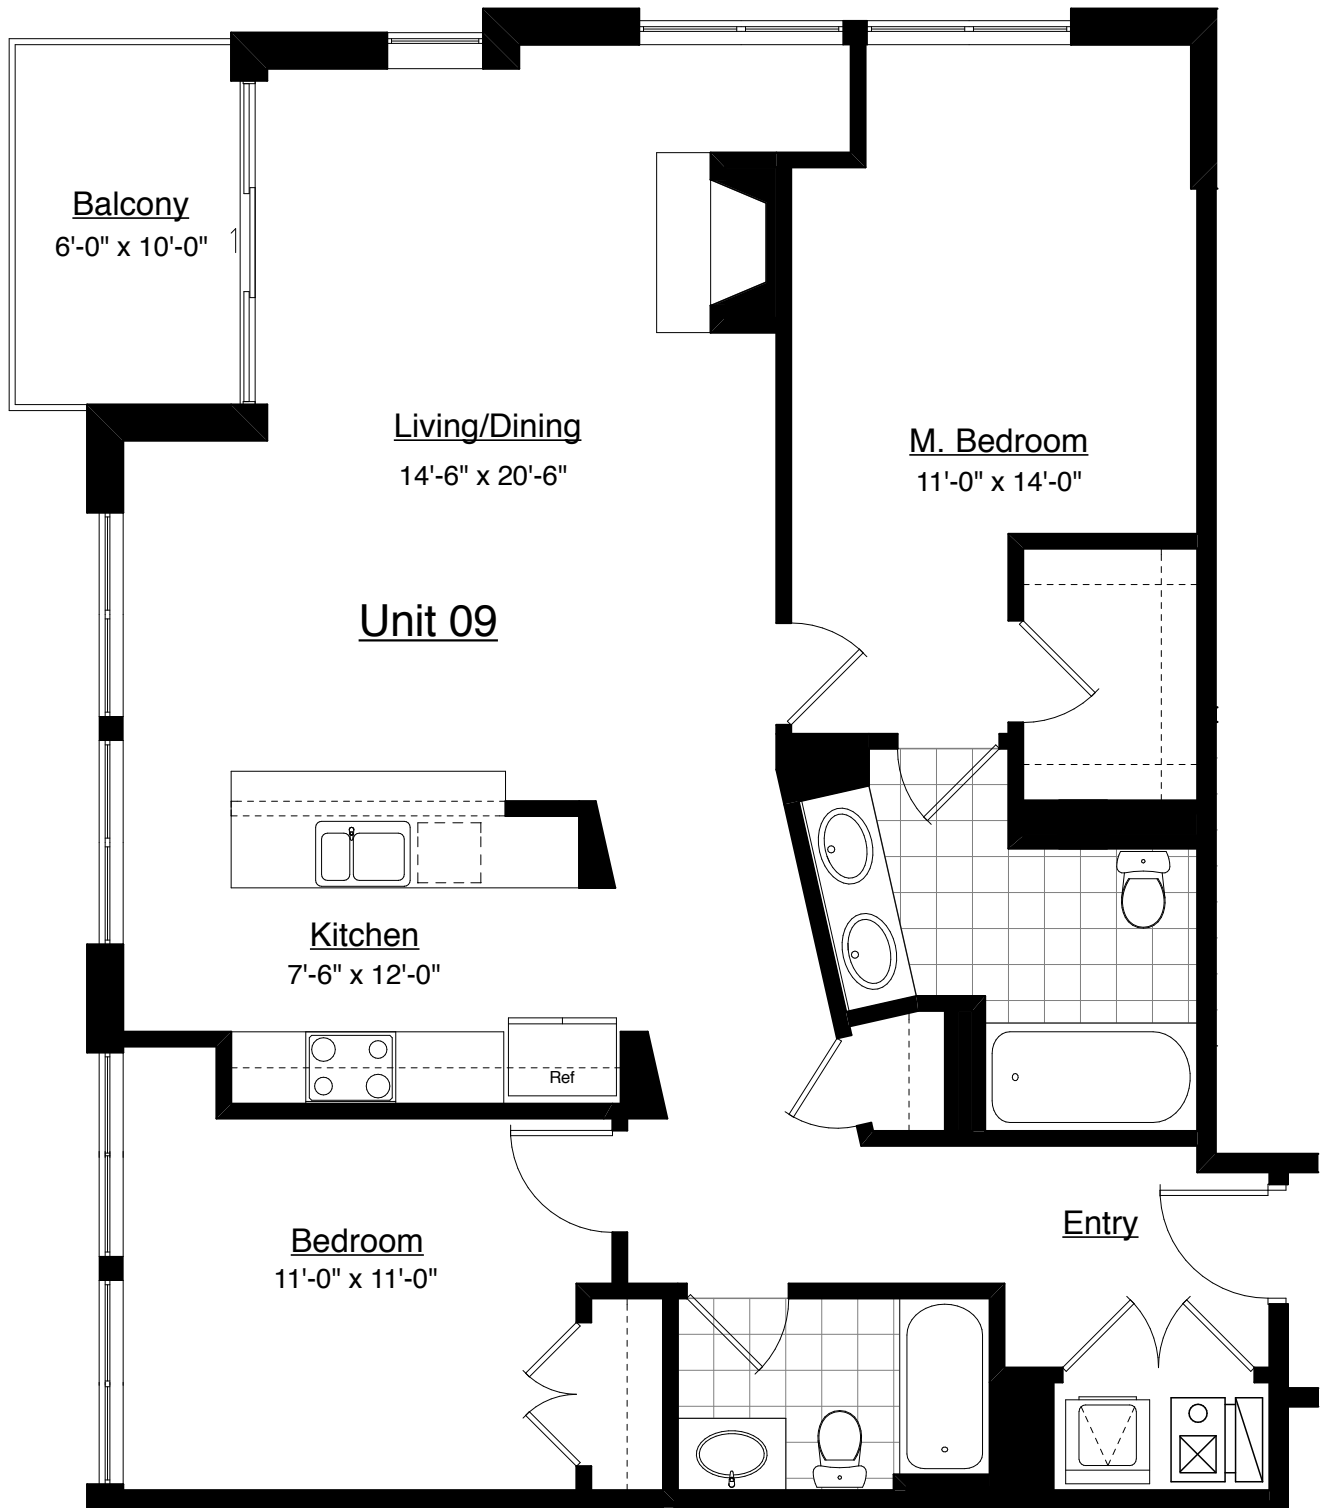 Balcony
6'-0" x 10'-0"
Living/Dining
14'-6" x 20'-6"
M. Bedroom
11'-0" x 14'-0"
Unit 09
Kitchen
7'-6" x 12'-0"
Ref
Entry
Bedroom
11'-0" x 11'-0"